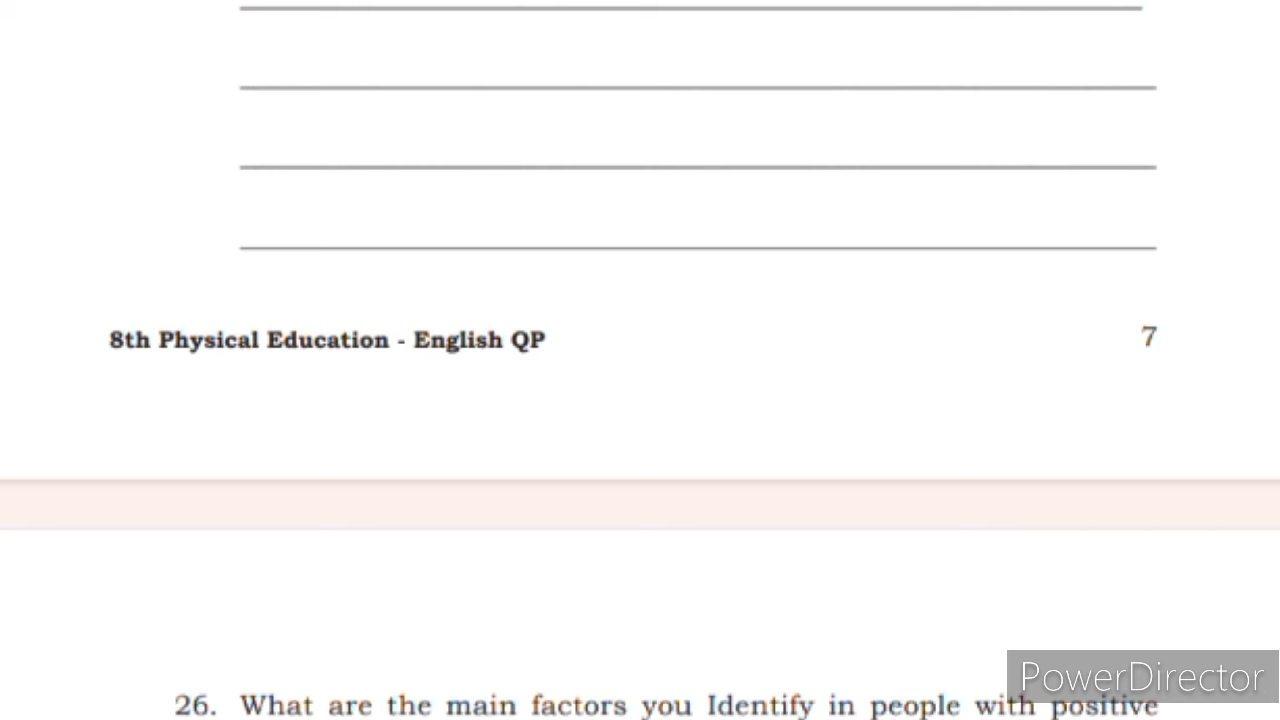 8th Physical Education - English QP 7
PowerDirector
26. What are the main factors you Identify in people with positive